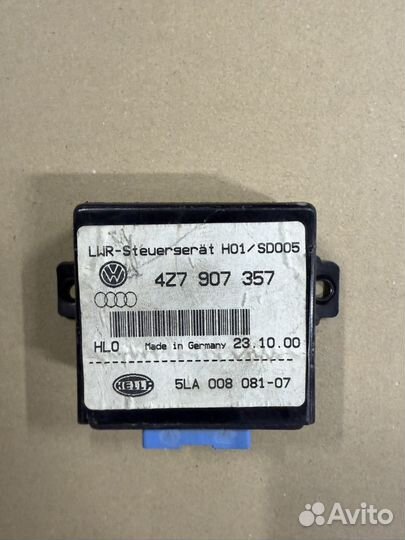 LWR-Steuergerät H01/SD005
4Z7 907 357
HLO Made in Germany 23.10.00
HELLA
5LA 008 081-07
Avito